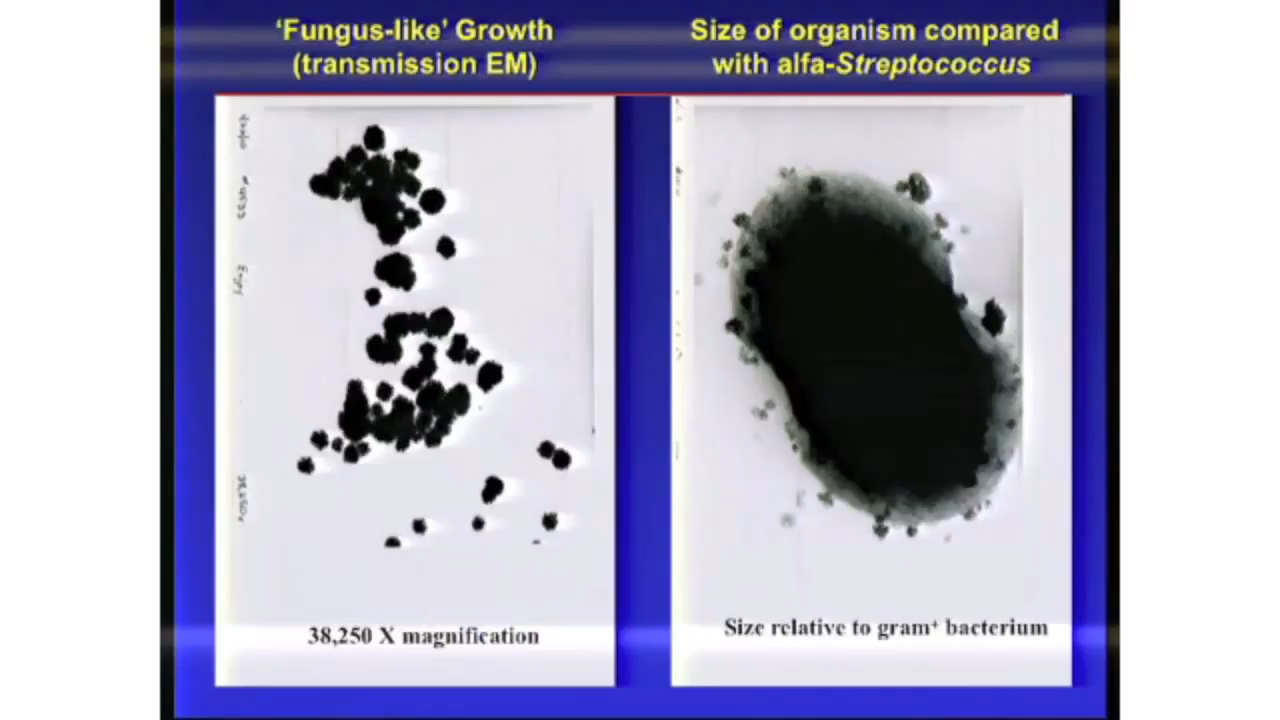 ‘Fungus-like’ Growth
(transmission EM)
Size of organism compared
with alfa-Streptococcus
38,250 X magnification
Size relative to gram⁺ bacterium